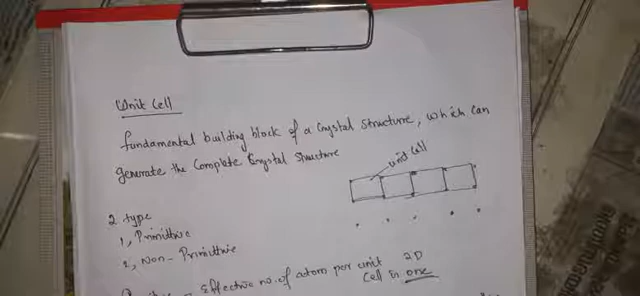 Unit Cell
fundamental building block of a Crystal Structure, which can
generate the Complete Crystal Structure
unit cell
2 type
1, Primitive
2, Non-Primitive
2D
Effective no. of atom per unit
Cell is one